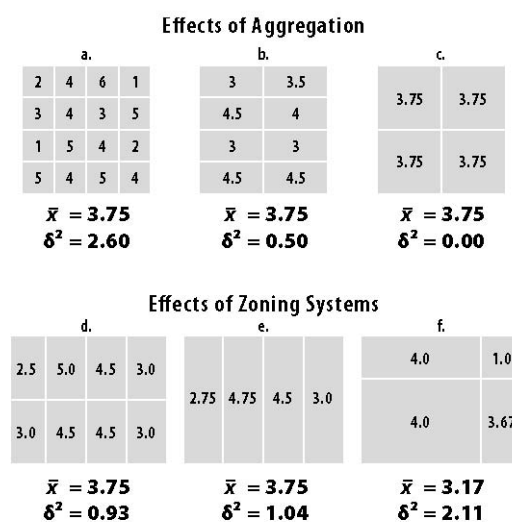 Effects of Aggregation
a. b. c.
2 4 6 1
3 4 3 5
1 5 4 2
5 4 5 4
3 3.5
4.5 4
3 3
4.5 4.5
3.75 3.75
3.75 3.75
x̄ = 3.75 x̄ = 3.75 x̄ = 3.75
δ² = 2.60 δ² = 0.50 δ² = 0.00
Effects of Zoning Systems
d. e. f.
2.5 5.0 4.5 3.0
3.0 4.5 4.5 3.0
2.75 4.75 4.5 3.0
4.0 1.0
4.0 3.67
x̄ = 3.75 x̄ = 3.75 x̄ = 3.17
δ² = 0.93 δ² = 1.04 δ² = 2.11